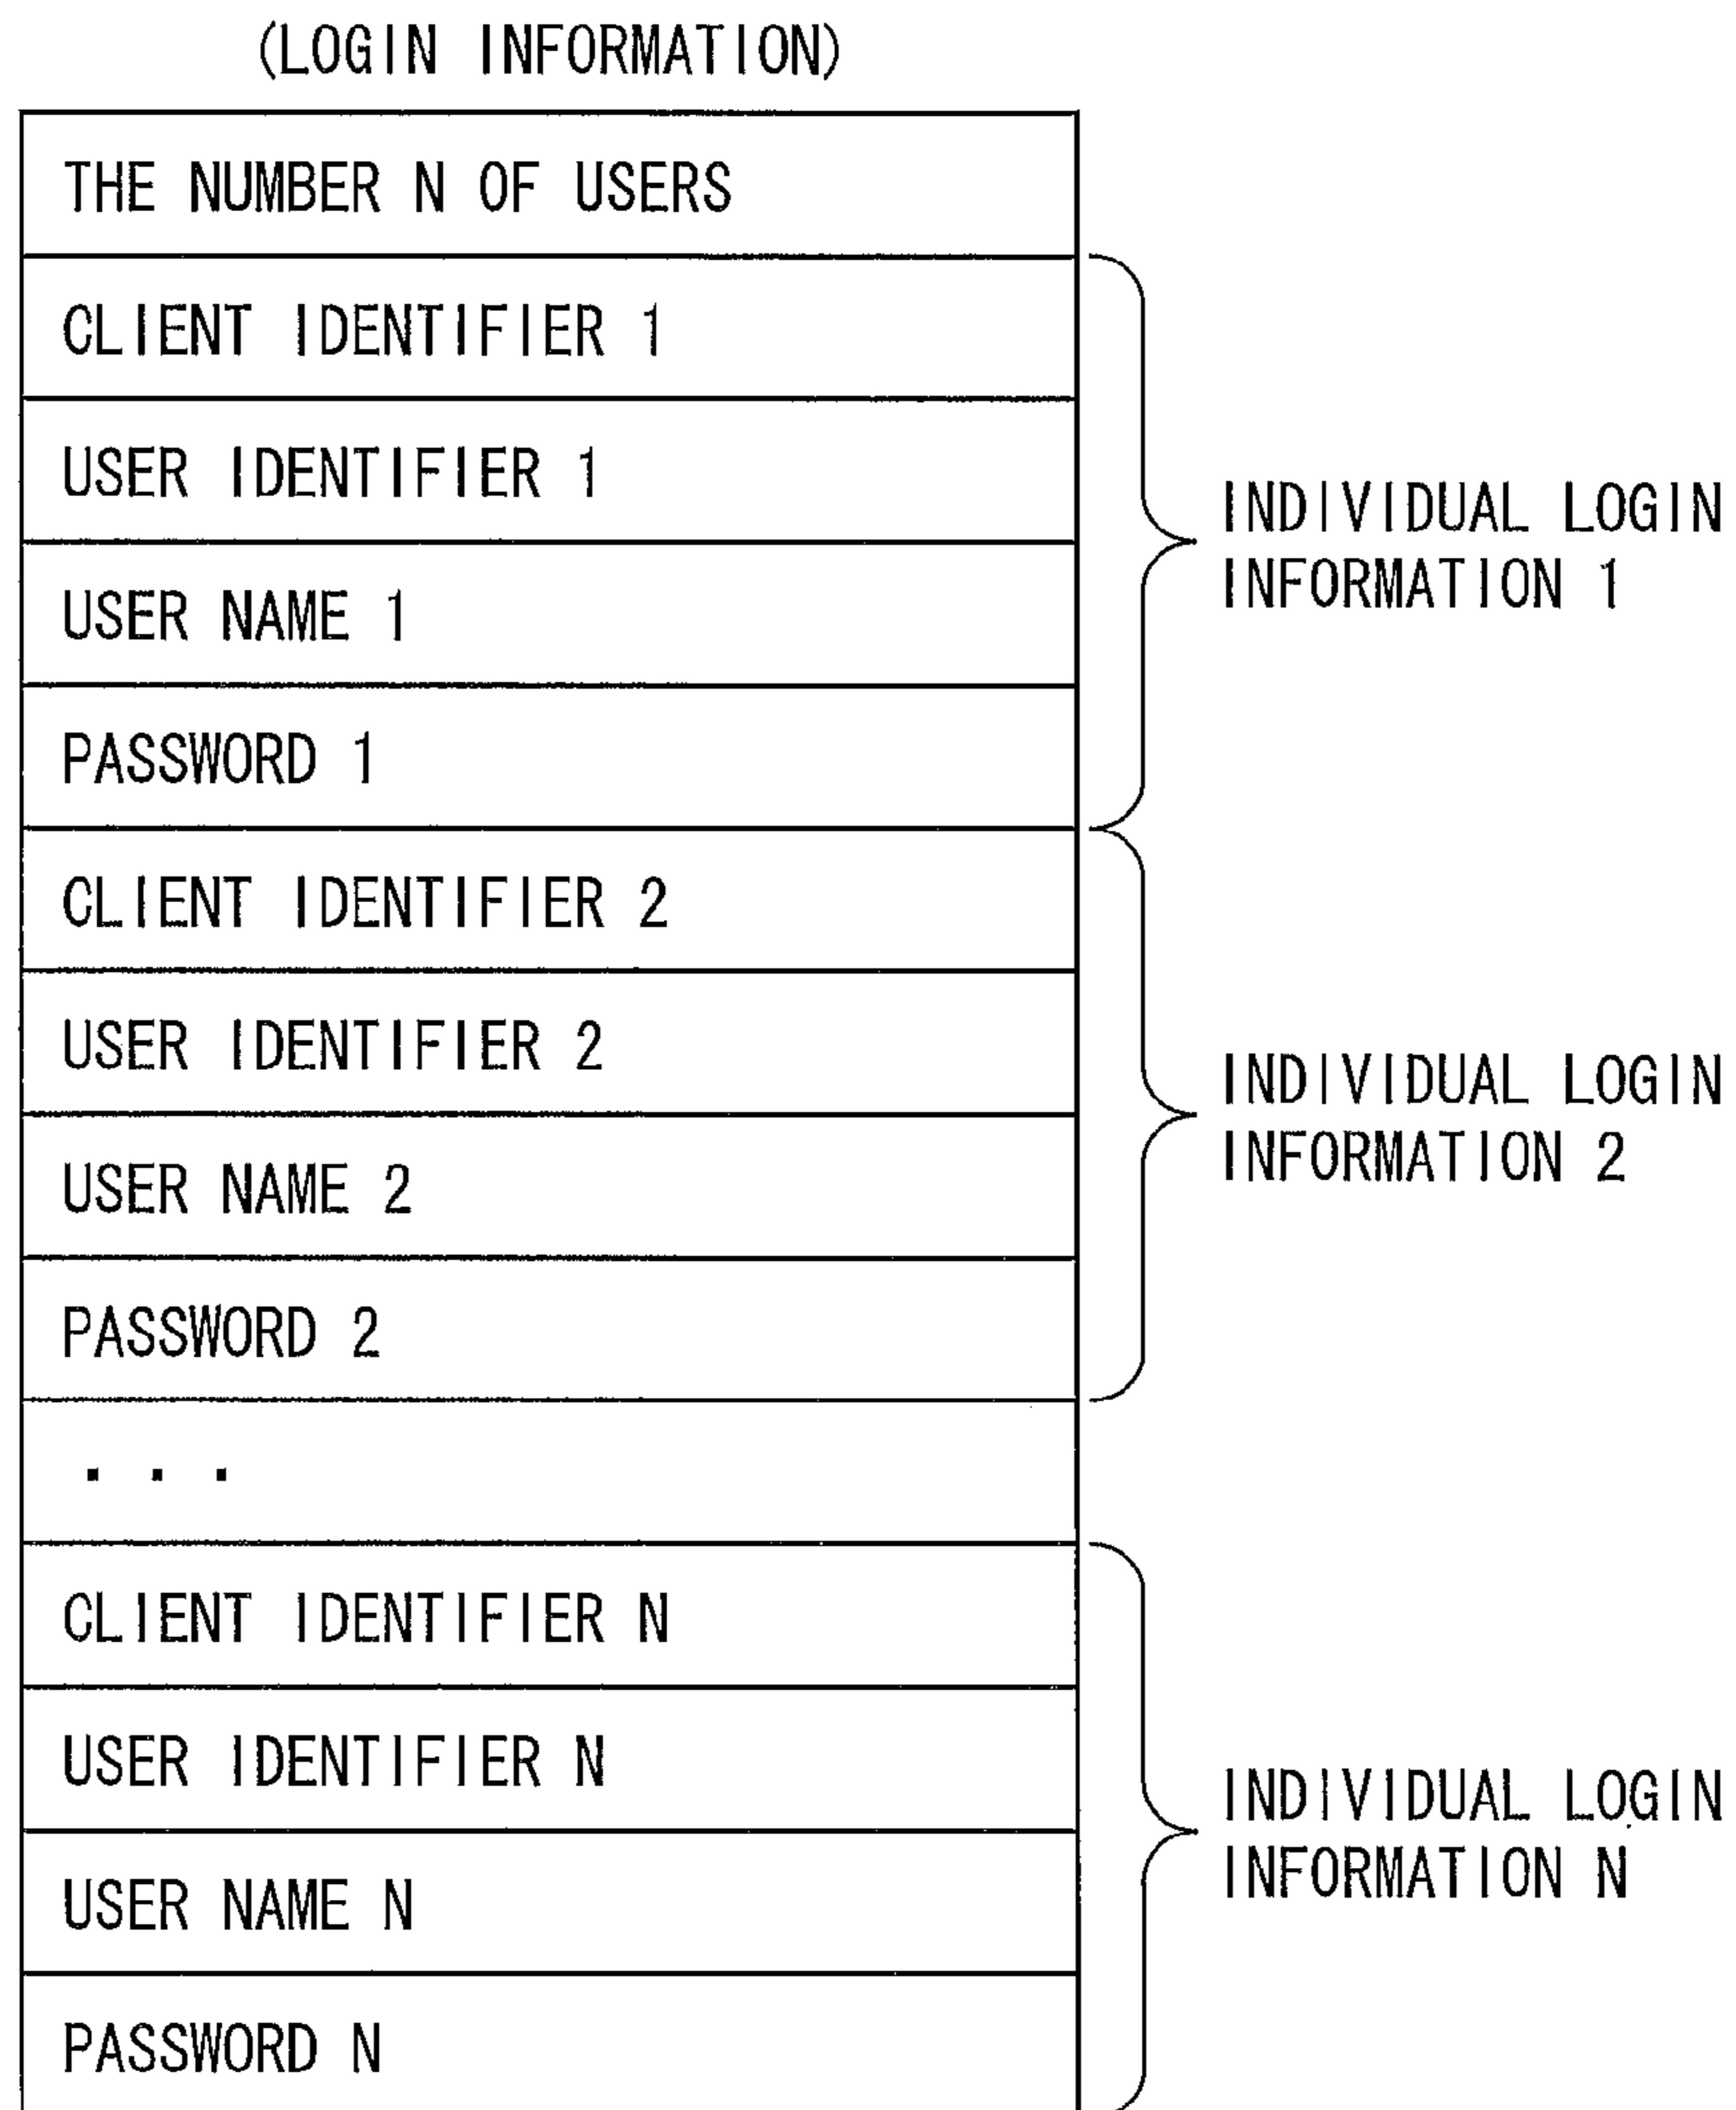 (LOGIN INFORMATION)
THE NUMBER N OF USERS
CLIENT IDENTIFIER 1
USER IDENTIFIER 1
USER NAME 1
PASSWORD 1
INDIVIDUAL LOGIN
INFORMATION 1
CLIENT IDENTIFIER 2
USER IDENTIFIER 2
USER NAME 2
PASSWORD 2
INDIVIDUAL LOGIN
INFORMATION 2
. . .
CLIENT IDENTIFIER N
USER IDENTIFIER N
USER NAME N
PASSWORD N
INDIVIDUAL LOGIN
INFORMATION N